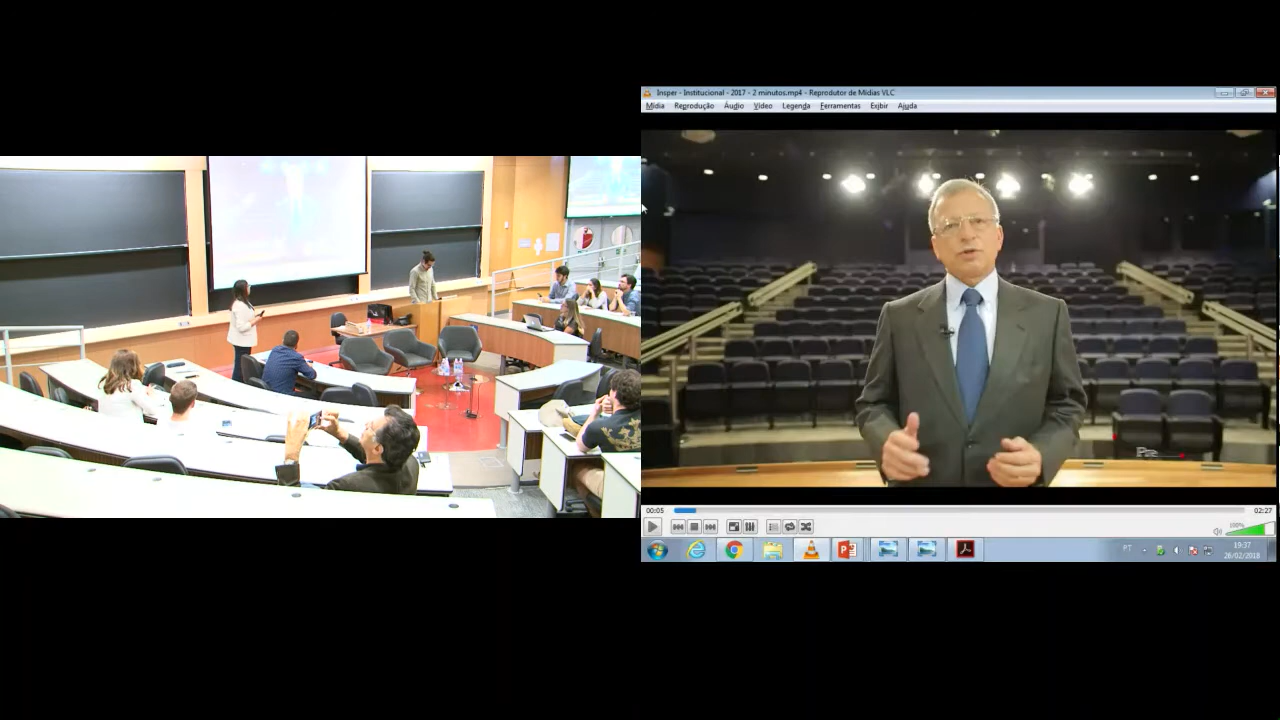 Insper - Institucional - 2017 - 2 minutos.mp4 - Reprodutor de Mídias VLC
Mídia Reprodução Áudio Vídeo Legenda Ferramentas Exibir Ajuda
00:05
02:27
100%
PT
19:37
26/02/2018